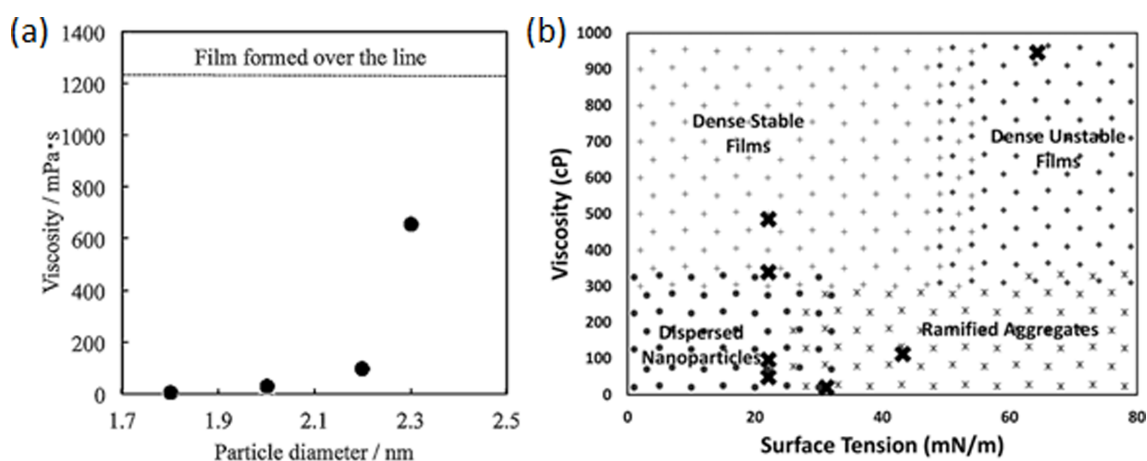 (a)
1400
1200
1000
800
600
400
200
0
Viscosity / mPa•s
Film formed over the line
1.7
1.9
2.1
2.3
2.5
Particle diameter / nm
(b)
1000
900
800
700
600
500
400
300
200
100
0
Viscosity (cP)
Dense Stable
Films
Dense Unstable
Films
Dispersed
Nanoparticles
Ramified Aggregates
0
20
40
60
80
Surface Tension (mN/m)